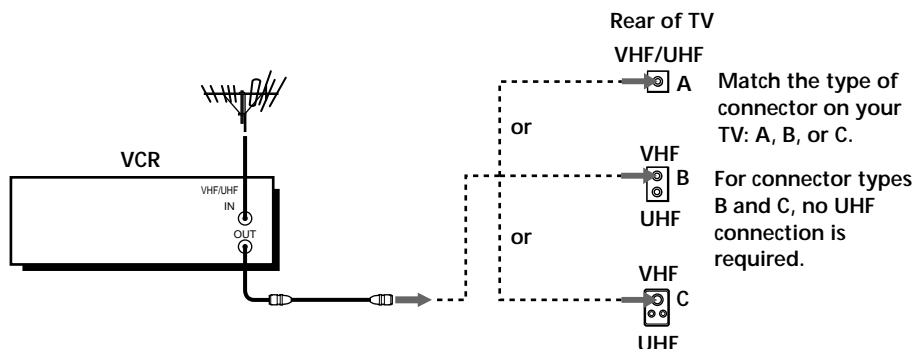 Rear of TV
VHF/UHF
A
Match the type of
connector on your
TV: A, B, or C.
or
VCR
VHF/UHF
IN
OUT
VHF
B
UHF
For connector types
B and C, no UHF
connection is
required.
or
VHF
C
UHF